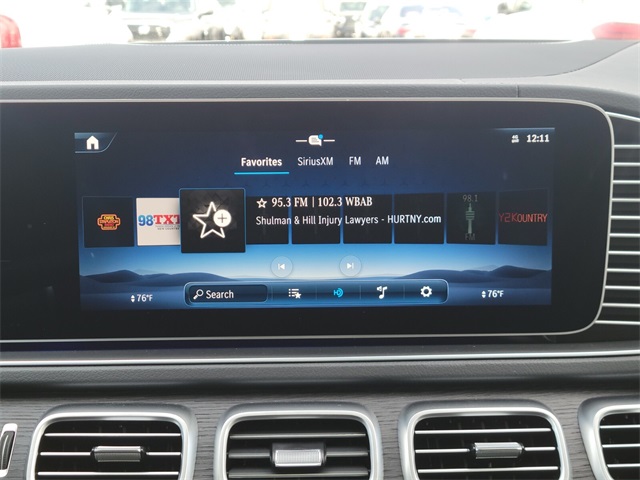 12:11
Favorites SiriusXM FM AM
98TXT
95.3 FM | 102.3 WBAB
Shulman & Hill Injury Lawyers - HURTNY.com
98.1
Y2KOUNTRY
76°F
Search
76°F